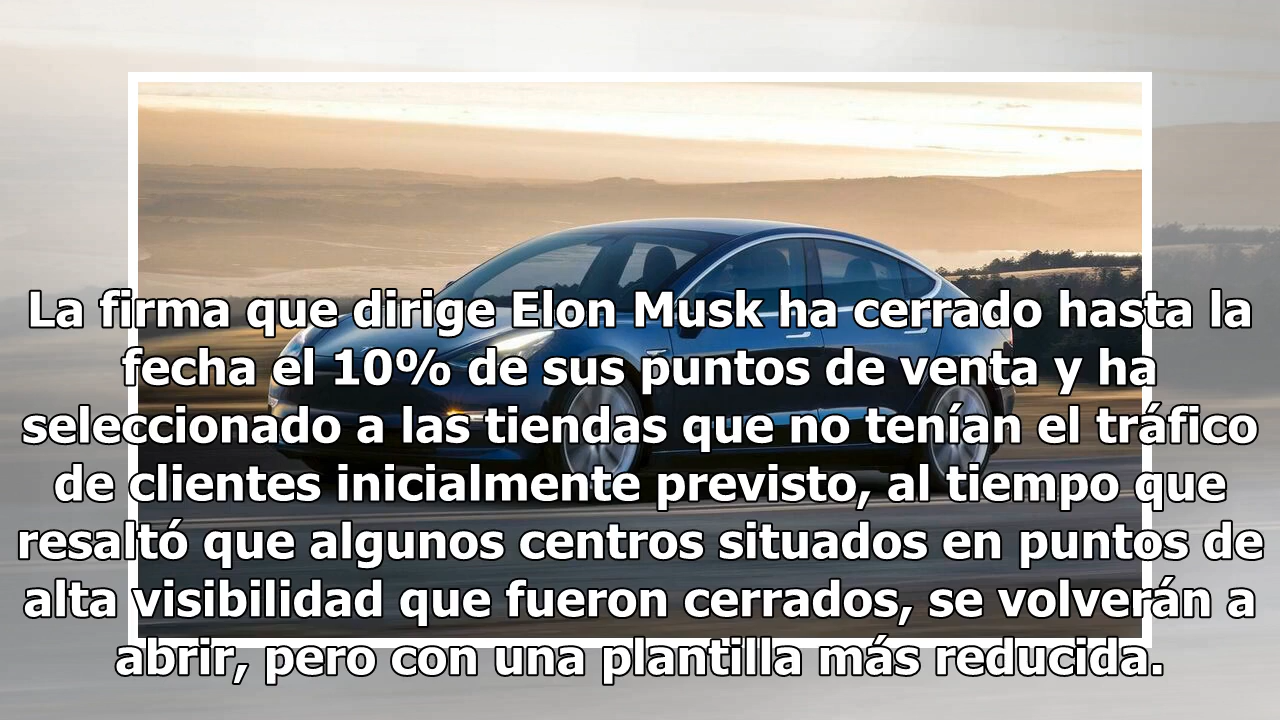 La firma que dirige Elon Musk ha cerrado hasta la
fecha el 10% de sus puntos de venta y ha
seleccionado a las tiendas que no tenían el tráfico
de clientes inicialmente previsto, al tiempo que
resaltó que algunos centros situados en puntos de
alta visibilidad que fueron cerrados, se volverán a
abrir, pero con una plantilla más reducida.